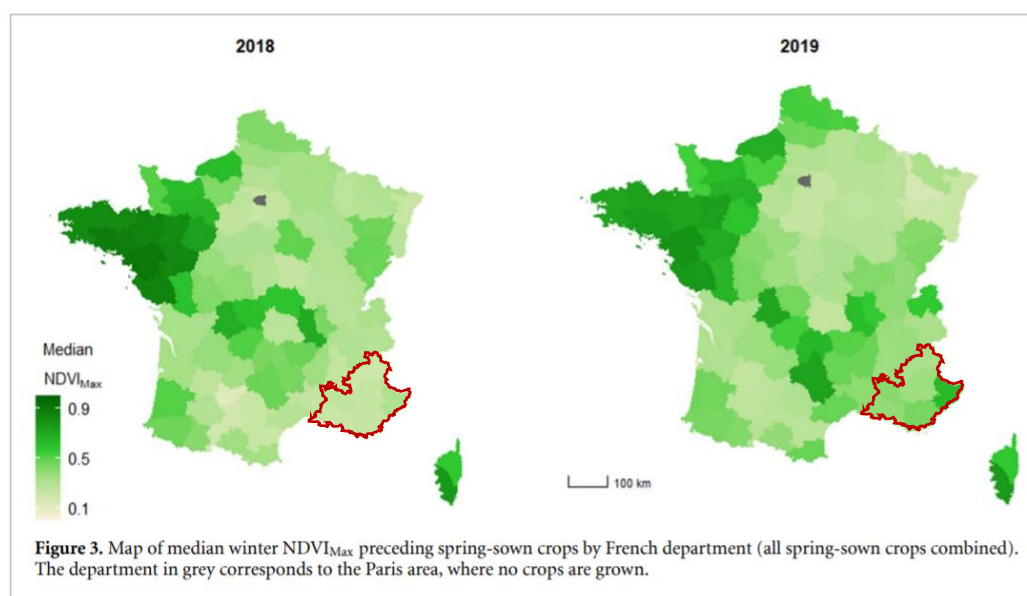 2018
2019
Median
NDVIMax
0.9
0.5
0.1
100 km
Figure 3. Map of median winter NDVIMax preceding spring-sown crops by French department (all spring-sown crops combined).
The department in grey corresponds to the Paris area, where no crops are grown.